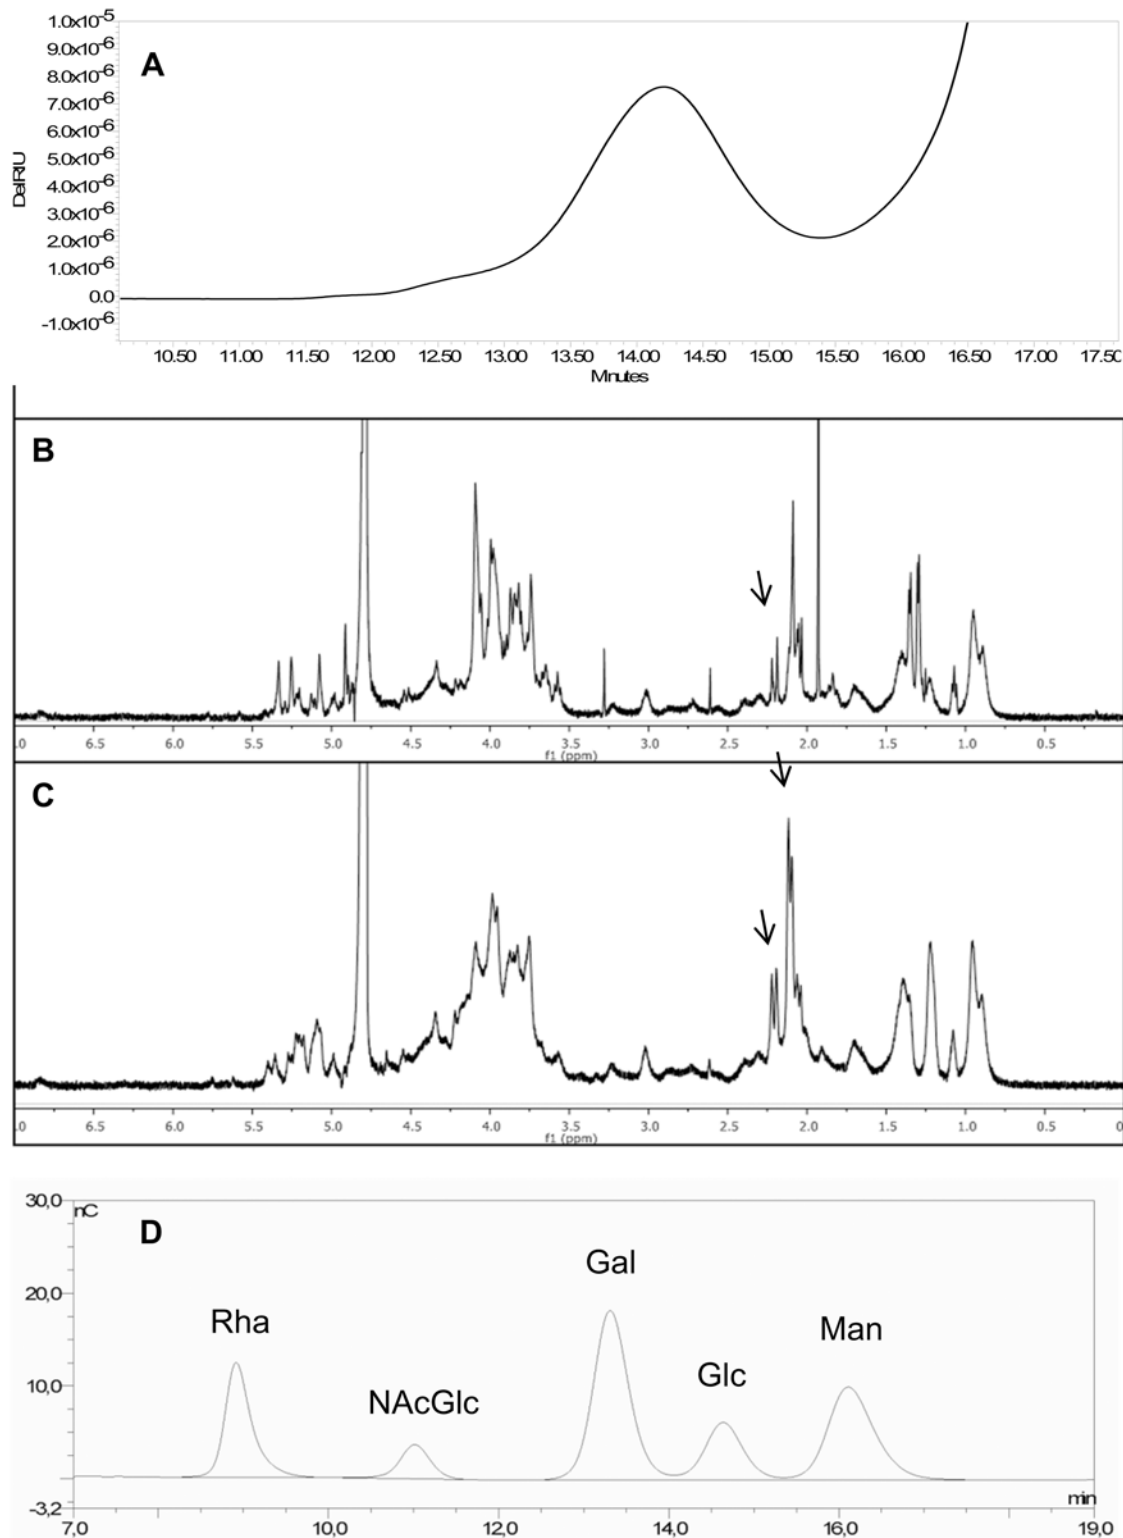 1.0x10-5
9.0x10-6
8.0x10-6
7.0x10-6
6.0x10-6
5.0x10-6
4.0x10-6
3.0x10-6
2.0x10-6
1.0x10-6
0.0
-1.0x10-6
DelRIU
A
10.50 11.00 11.50 12.00 12.50 13.00 13.50 14.00 14.50 15.00 15.50 16.00 16.50 17.00 17.50
Minutes
B
.0 6.5 6.0 5.5 5.0 4.5 4.0 3.5 3.0 2.5 2.0 1.5 1.0 0.5
f1 (ppm)
C
.0 6.5 6.0 5.5 5.0 4.5 4.0 3.5 3.0 2.5 2.0 1.5 1.0 0.5 0
f1 (ppm)
30,0
nC
D
20,0
10,0
-3,2
Rha
NAcGlc
Gal
Glc
Man
min
7,0 10,0 12,0 14,0 16,0 19,0